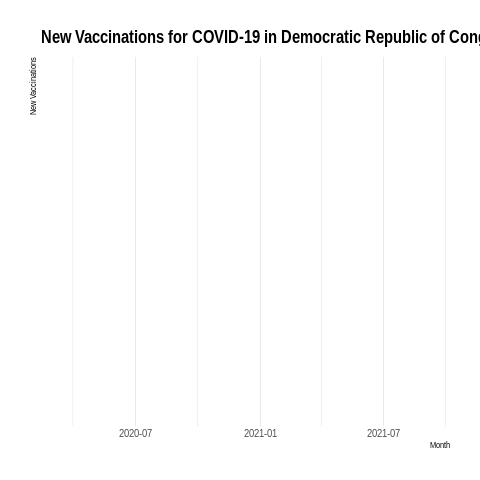 New Vaccinations for COVID-19 in Democratic Republic of Cong
New Vaccinations
2020-07
2021-01
2021-07
Month